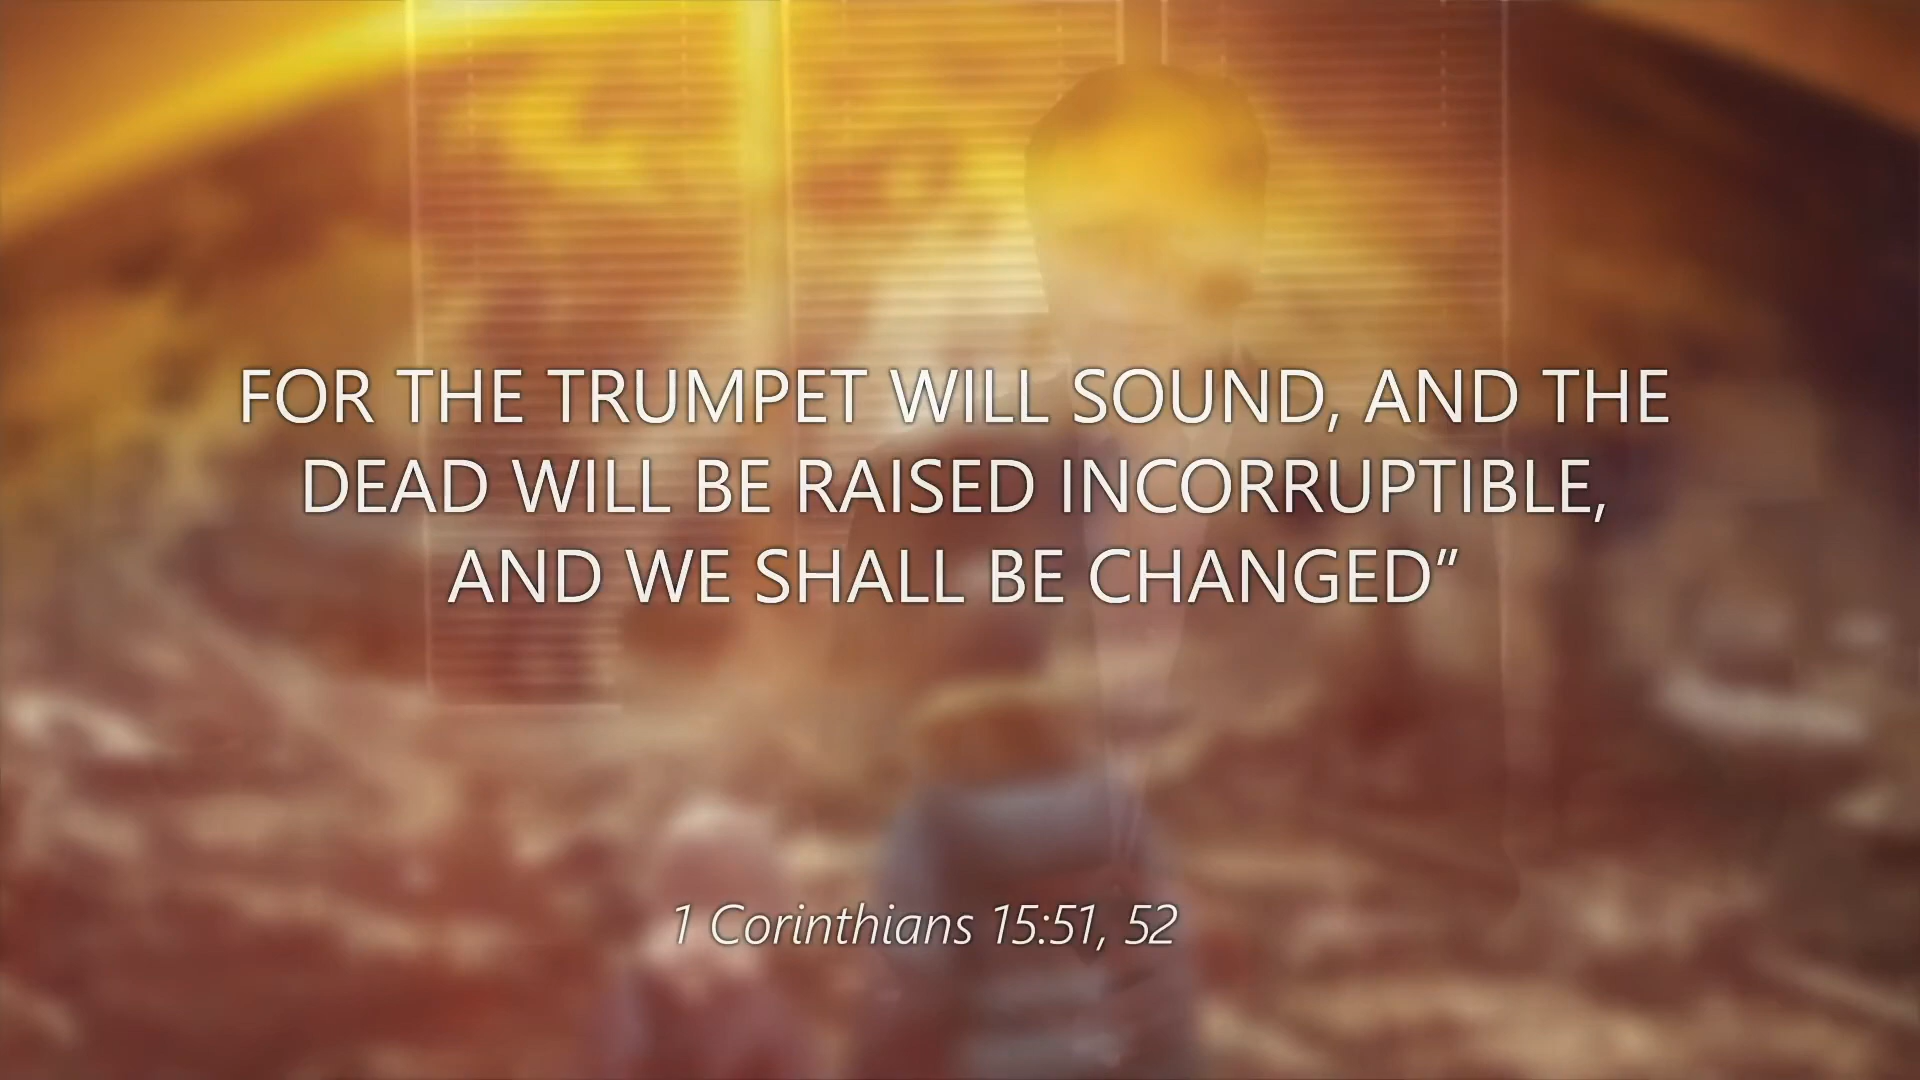 FOR THE TRUMPET WILL SOUND, AND THE
DEAD WILL BE RAISED INCORRUPTIBLE,
AND WE SHALL BE CHANGED”
1 Corinthians 15:51, 52